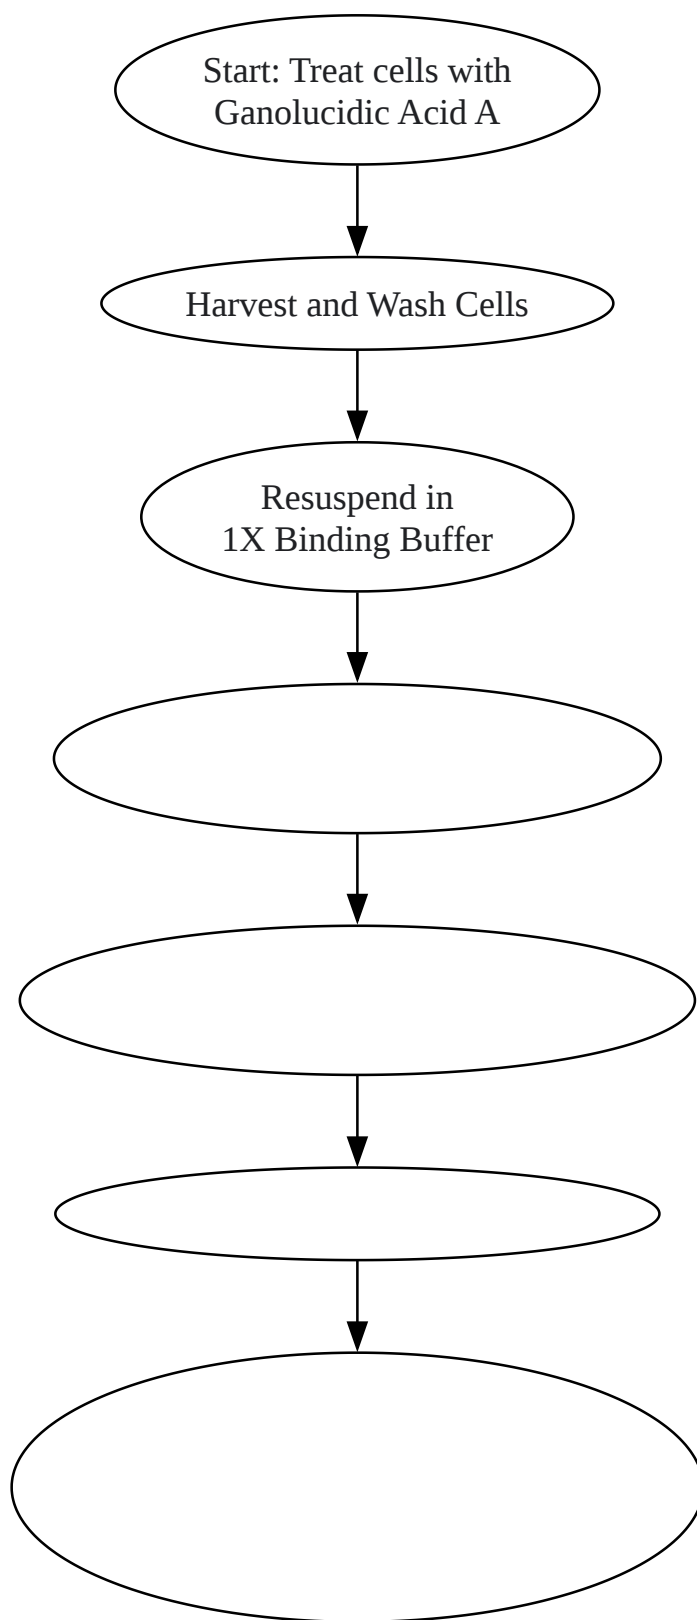 Start: Treat cells with
Ganolucidic Acid A
Harvest and Wash Cells
Resuspend in
1X Binding Buffer